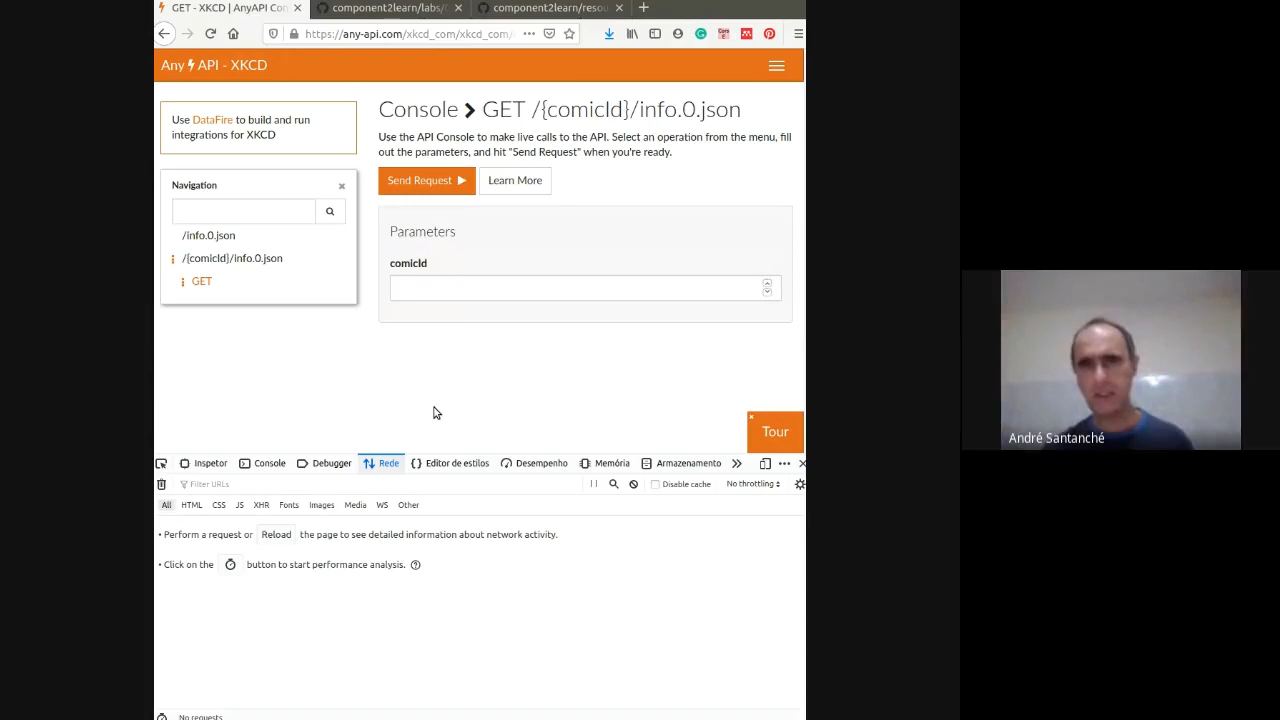 GET - XKCD | AnyAPI Con
component2learn/labs/
component2learn/resou
https://any-api.com/xkcd_com/xkcd_com/
Any API - XKCD
Use DataFire to build and run
integrations for XKCD
Navigation
/info.0.json
/{comicId}/info.0.json
GET
Console > GET /{comicId}/info.0.json
Use the API Console to make live calls to the API. Select an operation from the menu, fill
out the parameters, and hit "Send Request" when you're ready.
Send Request
Learn More
Parameters
comicId
Tour
Inspetor
Console
Debugger
Rede
Editor de estilos
Desempenho
Memória
Armazenamento
Filter URLs
Disable cache
No throttling
All HTML CSS JS XHR Fonts Images Media WS Other
• Perform a request or Reload the page to see detailed information about network activity.
• Click on the button to start performance analysis.
No requests
André Santanchè